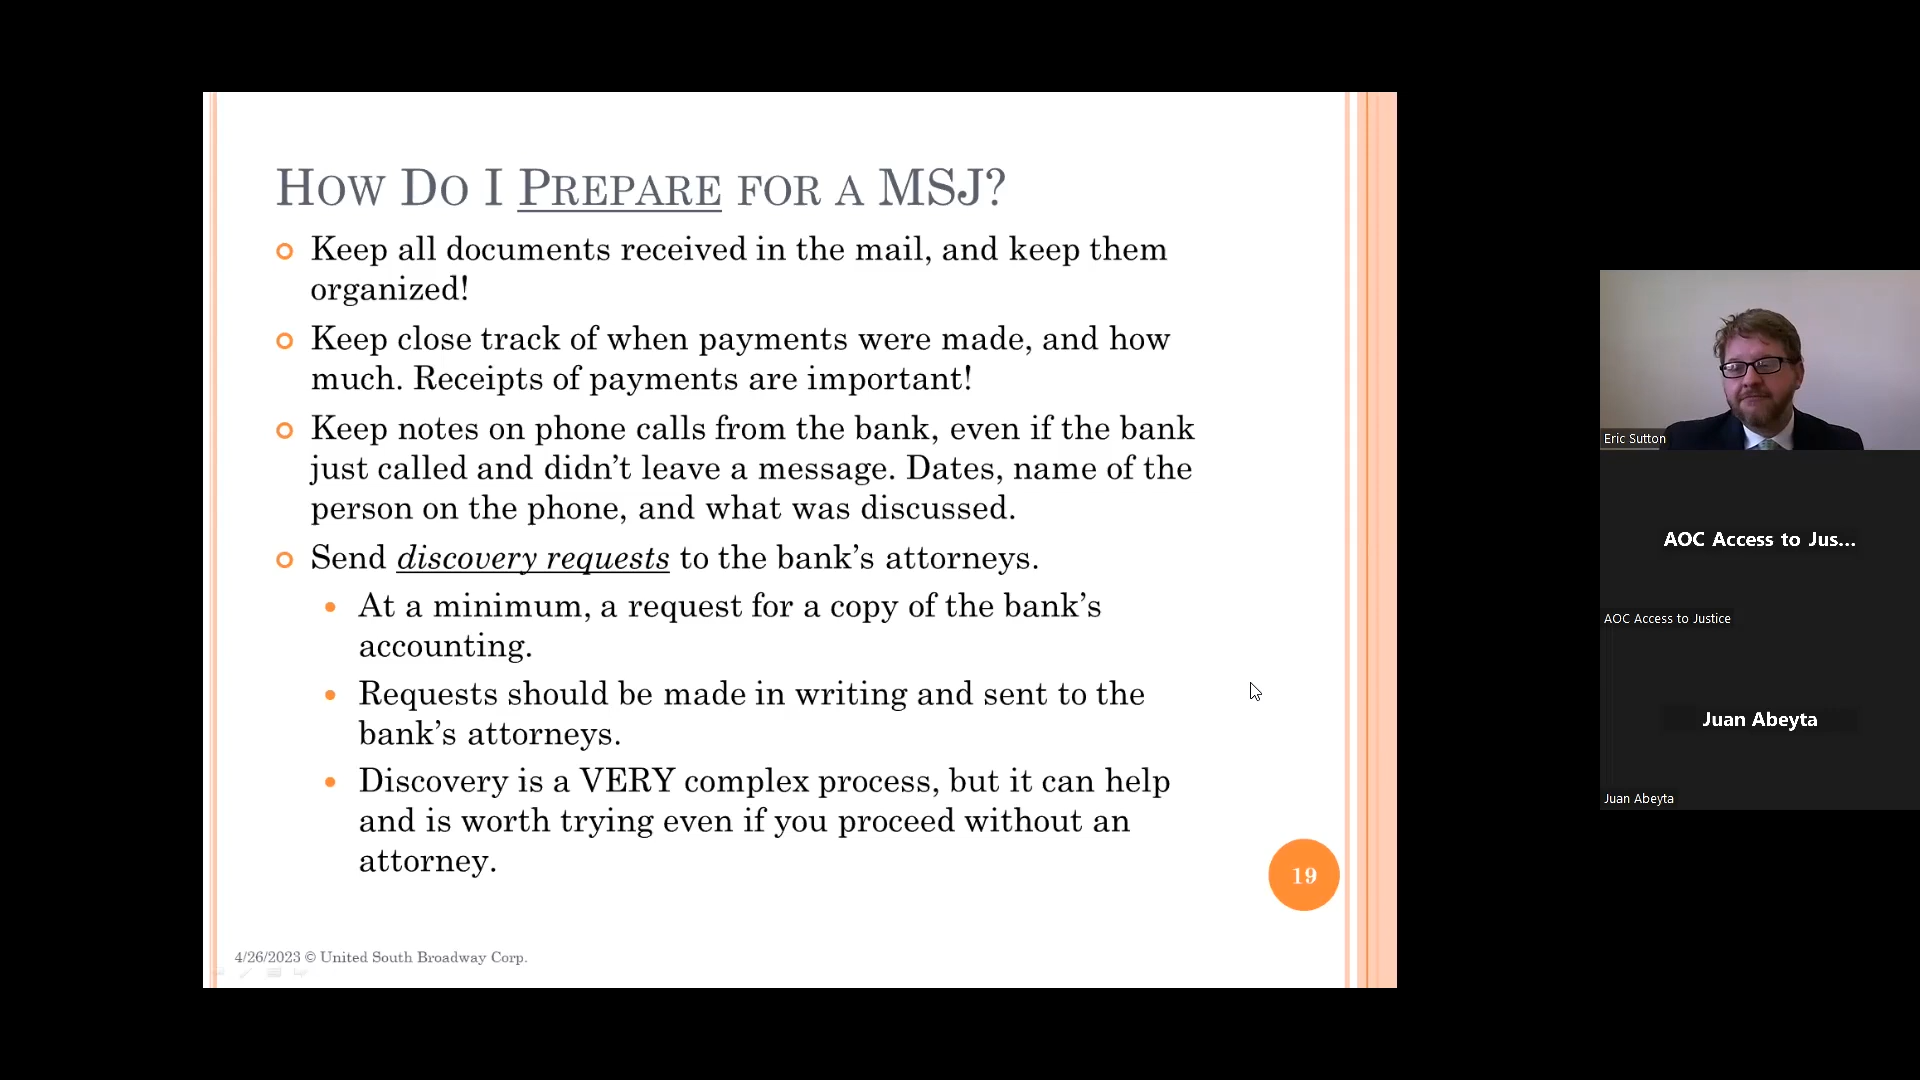 HOW DO I PREPARE FOR A MSJ?
Keep all documents received in the mail, and keep them
organized!
Keep close track of when payments were made, and how
much. Receipts of payments are important!
Keep notes on phone calls from the bank, even if the bank
just called and didn’t leave a message. Dates, name of the
person on the phone, and what was discussed.
Send discovery requests to the bank’s attorneys.
At a minimum, a request for a copy of the bank’s
accounting.
Requests should be made in writing and sent to the
bank’s attorneys.
Discovery is a VERY complex process, but it can help
and is worth trying even if you proceed without an
attorney.
19
4/26/2023 © United South Broadway Corp.
Eric Sutton
AOC Access to Jus...
AOC Access to Justice
Juan Abeyta
Juan Abeyta